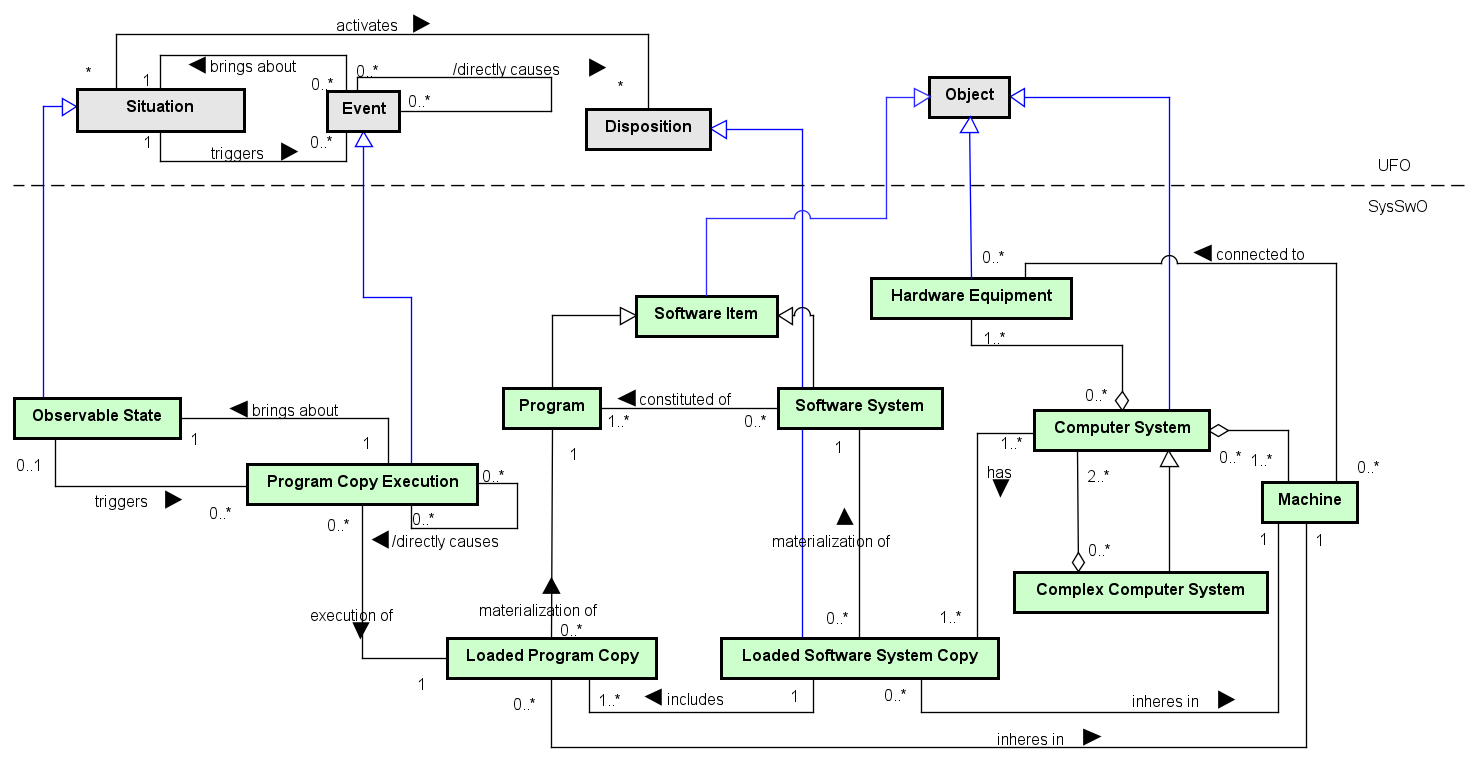 activates
*
1
brings about
0..*
0..*
/directly causes
*
Situation
Event
0..*
Object
Disposition
1
triggers
0..*
UFO
SysSwO
0..*
connected to
Hardware Equipment
Software Item
1..*
Program
constituted of
Software System
0..*
Observable State
brings about
1..*
0..*
Computer System
1
1
1
1
1..*
0..*
1..*
0..*
0..1
has
2..*
Program Copy Execution
0..*
Machine
triggers
0..*
0..*
0..*
/directly causes
materialization of
1
1
0..*
Complex Computer System
execution of
materialization of
0..*
0..*
1..*
Loaded Program Copy
Loaded Software System Copy
1
0..*
1..*
includes
1
0..*
inheres in
inheres in